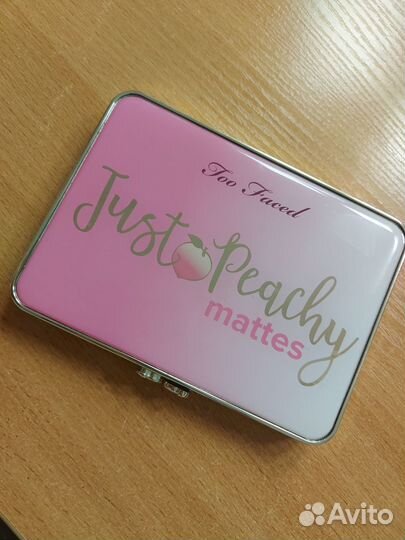 Too Faced
Just Peachy
mattes
Avito